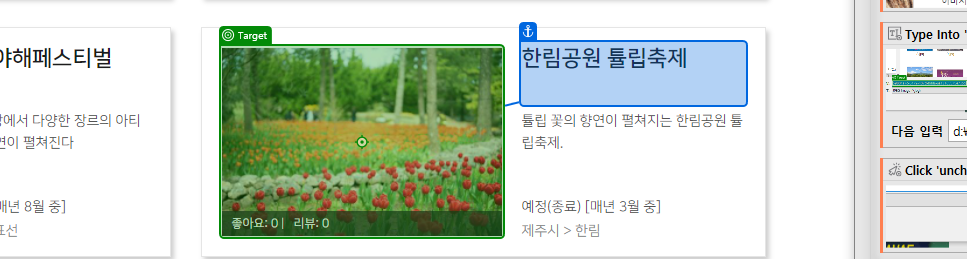 야해페스티벌
에서 다양한 장르의 아티
연이 펼쳐진다
매년 8월 중]
표선
Target
좋아요: 0 | 리뷰: 0
한림공원 튤립축제
튤립 꽃의 향연이 펼쳐지는 한림공원 튤
립축제.
예정(종료) [매년 3월 중]
제주시 > 한림
Type Into '
다음 입력
d:₩
Click 'unch